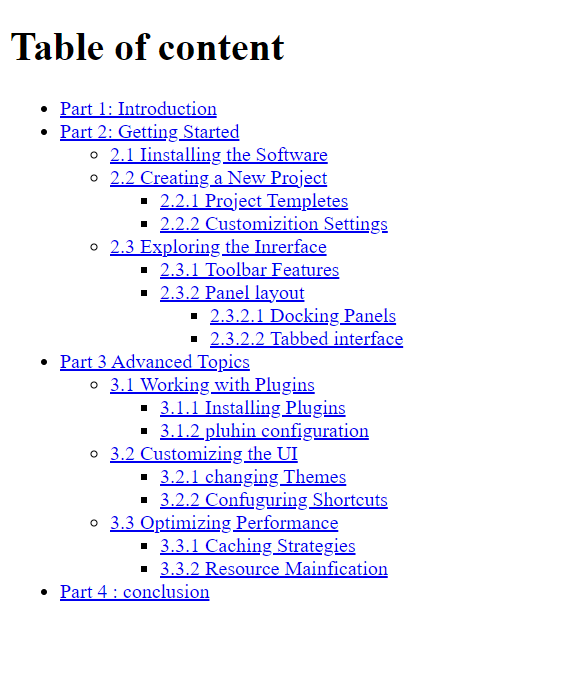 Table of content
Part 1: Introduction
Part 2: Getting Started
2.1 Iinstalling the Software
2.2 Creating a New Project
2.2.1 Project Templetes
2.2.2 Customizition Settings
2.3 Exploring the Inrerface
2.3.1 Toolbar Features
2.3.2 Panel layout
2.3.2.1 Docking Panels
2.3.2.2 Tabbed interface
Part 3 Advanced Topics
3.1 Working with Plugins
3.1.1 Installing Plugins
3.1.2 pluhin configuration
3.2 Customizing the UI
3.2.1 changing Themes
3.2.2 Confuguring Shortcuts
3.3 Optimizing Performance
3.3.1 Caching Strategies
3.3.2 Resource Mainfication
Part 4 : conclusion